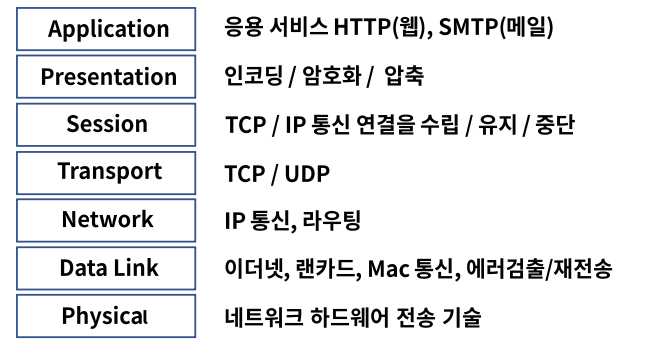 Application 응용 서비스 HTTP(웹), SMTP(메일)
Presentation 인코딩 / 암호화 / 압축
Session TCP / IP 통신 연결을 수립 / 유지 / 중단
Transport TCP / UDP
Network IP 통신, 라우팅
Data Link 이더넷, 랜카드, Mac 통신, 에러검출/재전송
Physical 네트워크 하드웨어 전송 기술